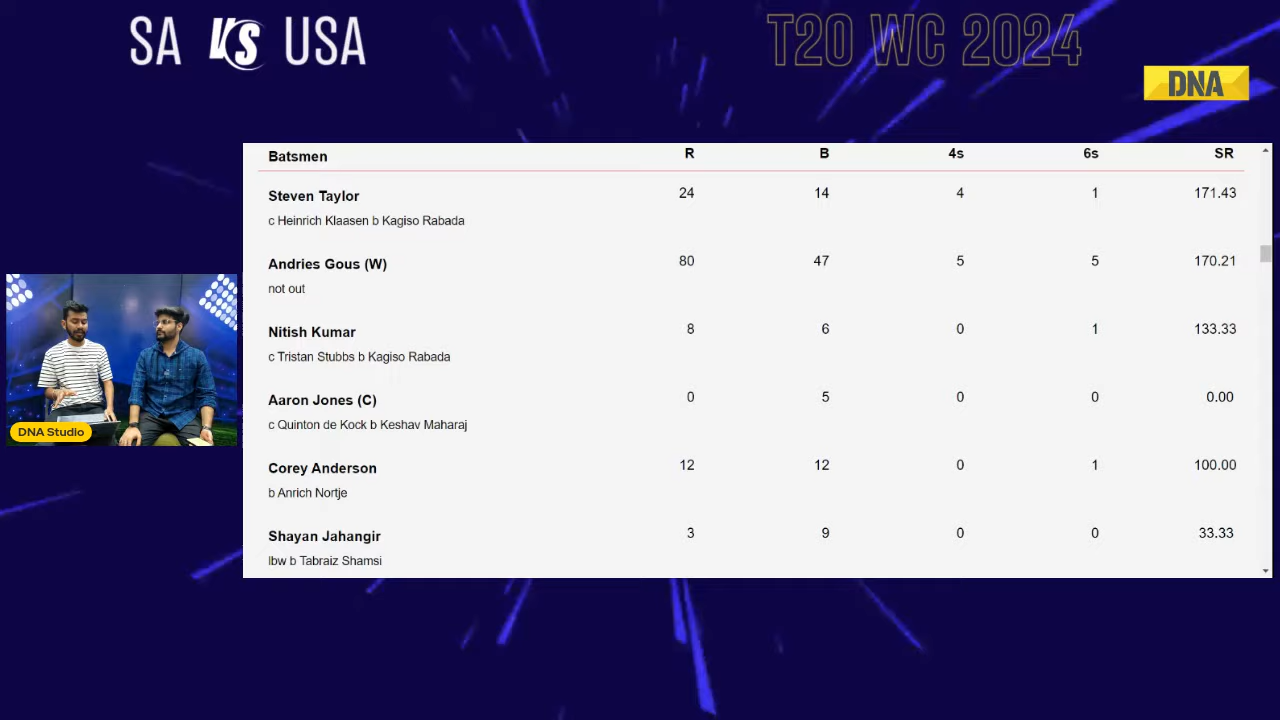 SA VS USA
T20 WC 2024
DNA
Batsmen R B 4s 6s SR
Steven Taylor 24 14 4 1 171.43
c Heinrich Klaasen b Kagiso Rabada
Andries Gous (W) 80 47 5 5 170.21
not out
Nitish Kumar 8 6 0 1 133.33
c Tristan Stubbs b Kagiso Rabada
Aaron Jones (C) 0 5 0 0 0.00
c Quinton de Kock b Keshav Maharaj
Corey Anderson 12 12 0 1 100.00
b Anrich Nortje
Shayan Jahangir 3 9 0 0 33.33
lbw b Tabraiz Shamsi
DNA Studio